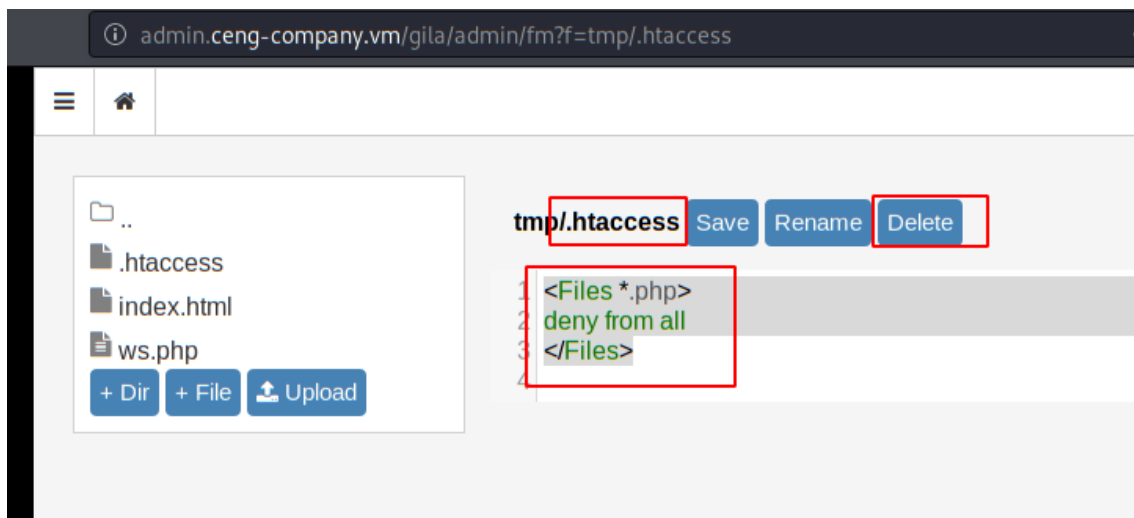 admin.ceng-company.vm/gila/admin/fm?f=tmp/.htaccess
..
.htaccess
index.html
ws.php
+ Dir + File Upload
tmp/.htaccess Save Rename Delete
1 <Files *.php>
2 deny from all
3 </Files>
4